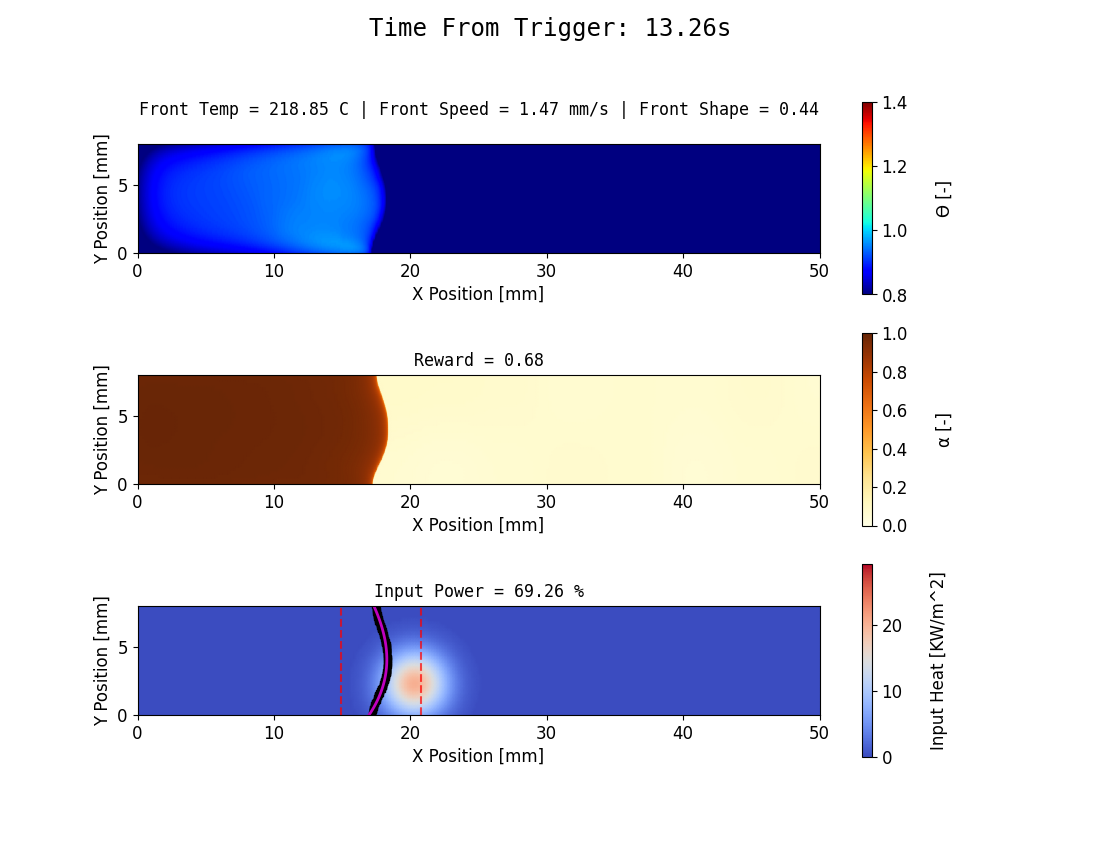 Time From Trigger: 13.26s
Front Temp = 218.85 C | Front Speed = 1.47 mm/s | Front Shape = 0.44
Y Position [mm]
5
0
0 10 20 30 40 50
X Position [mm]
1.4
1.2
1.0
0.8
Θ [-]
Reward = 0.68
Y Position [mm]
5
0
0 10 20 30 40 50
X Position [mm]
1.0
0.8
0.6
0.4
0.2
0.0
α [-]
Input Power = 69.26 %
Y Position [mm]
5
0
0 10 20 30 40 50
X Position [mm]
20
10
0
Input Heat [KW/m^2]